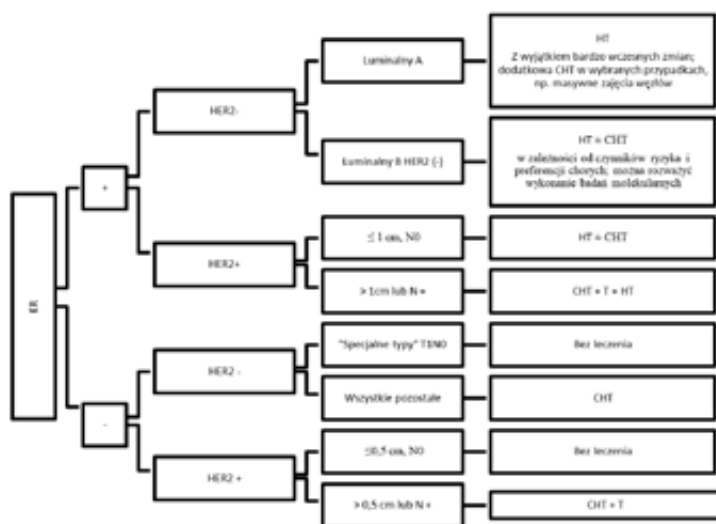 ER
+
HER2-
Luminalny A
HT
Z wyjątkiem bardzo wczesnych zmian;
dodatkowa CHT w wybranych przypadkach,
np. masywne zajęcia węzłów
Luminalny B HER2 (-)
HT + CHT
w zależności od czynników ryzyka i
preferencji chorych; można rozważyć
wykonanie badań molekularnych
HER2+
≤ 1 cm, N0
HT + CHT
> 1cm lub N +
CHT + T + HT
-
HER2 -
"Specjalne typy" T1N0
Bez leczenia
Wszystkie pozostałe
CHT
HER2 +
≤0,5 cm, N0
Bez leczenia
> 0,5 cm lub N +
CHT + T